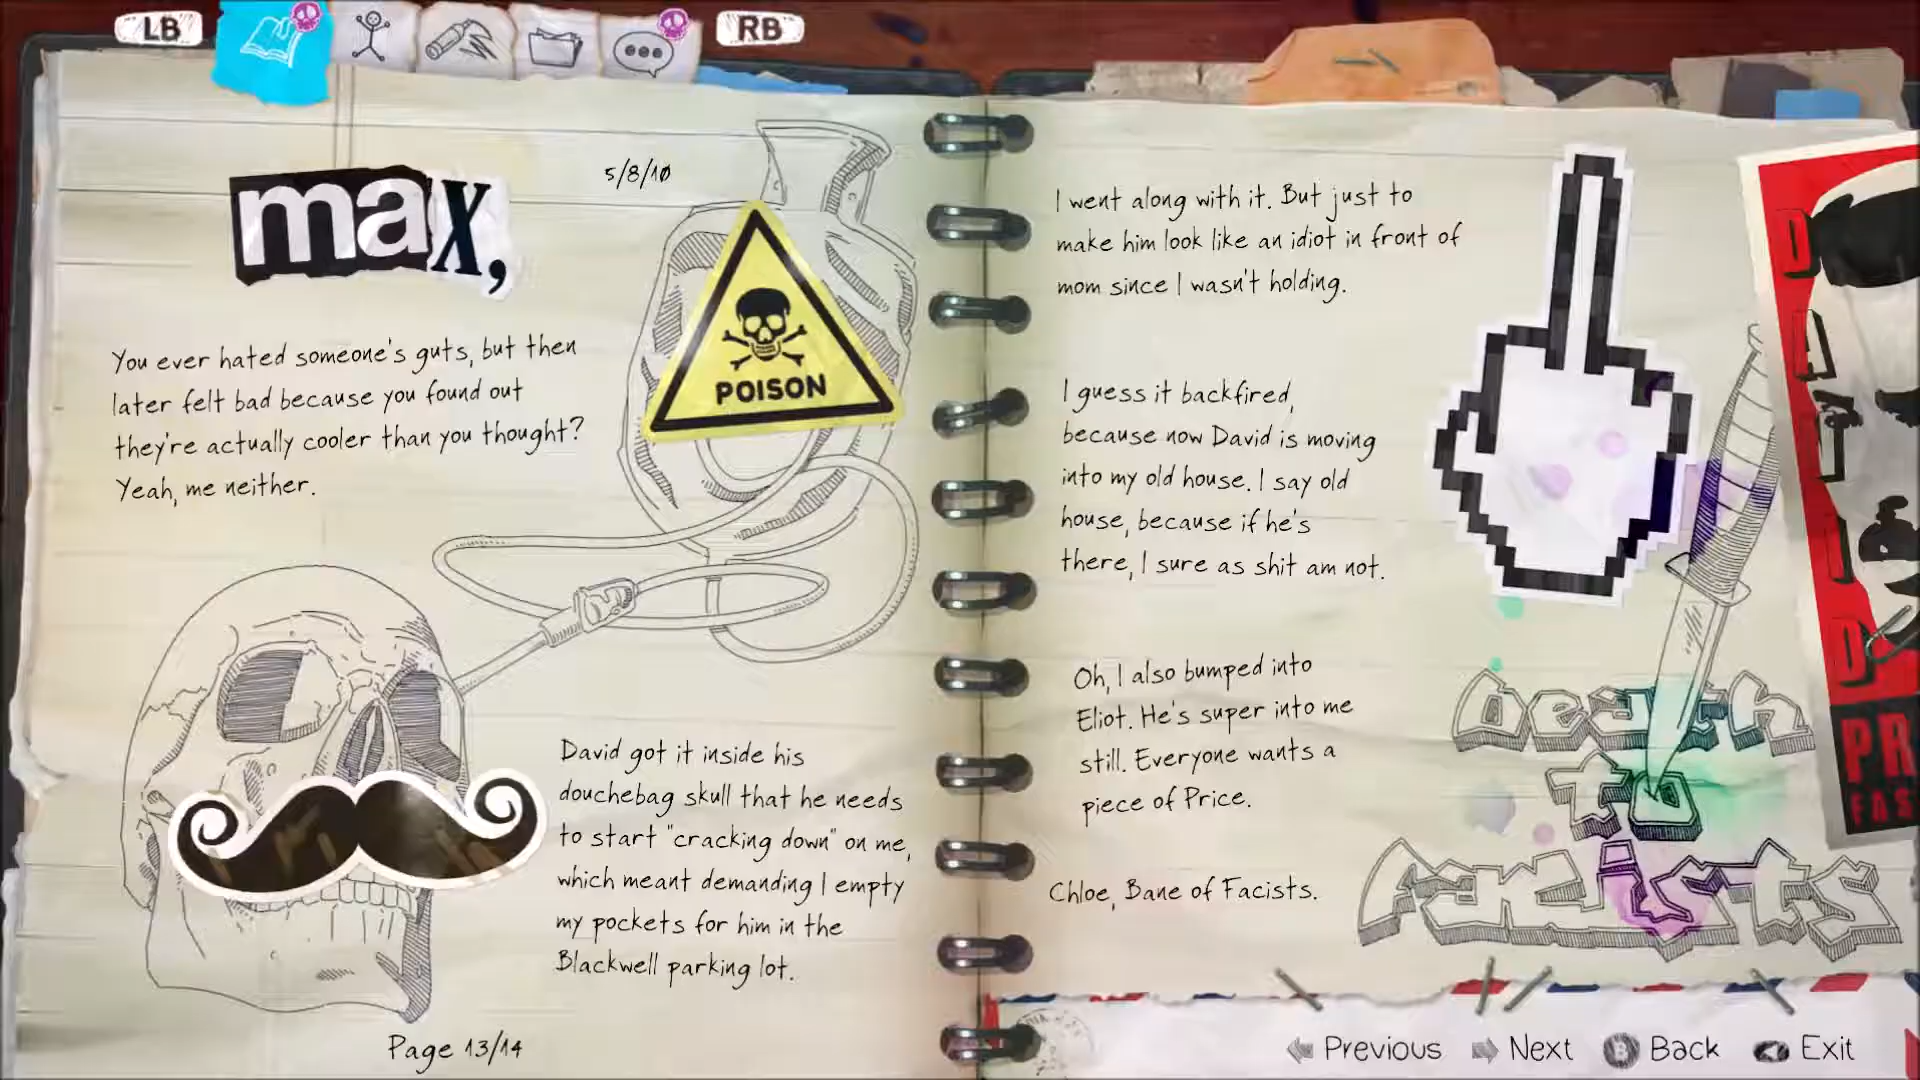 LB
RB
max,
5/8/10
POISON
You ever hated someone's guts, but then
later felt bad because you found out
they're actually cooler than you thought?
Yeah, me neither.
David got it inside his
douchebag skull that he needs
to start "cracking down" on me,
which meant demanding I empty
my pockets for him in the
Blackwell parking lot.
Page 13/14
I went along with it. But just to
make him look like an idiot in front of
mom since I wasn't holding.
I guess it backfired,
because now David is moving
into my old house. I say old
house, because if he's
there, I sure as shit am not.
Oh, I also bumped into
Eliot. He's super into me
still. Everyone wants a
piece of Price.
Chloe, Bane of Facists.
Death
to
DAVID
PR
FAS
Previous
Next
B Back
Exit